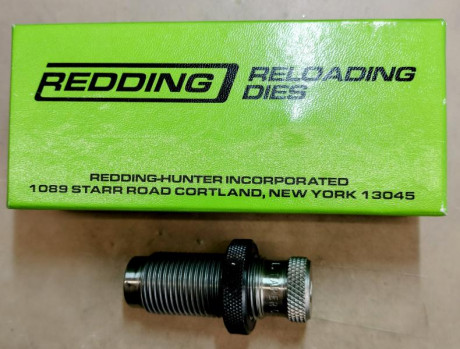 REDDING RELOADING
DIES
REDDING-HUNTER INCORPORATED
1089 STARR ROAD CORTLAND, NEW YORK 13045